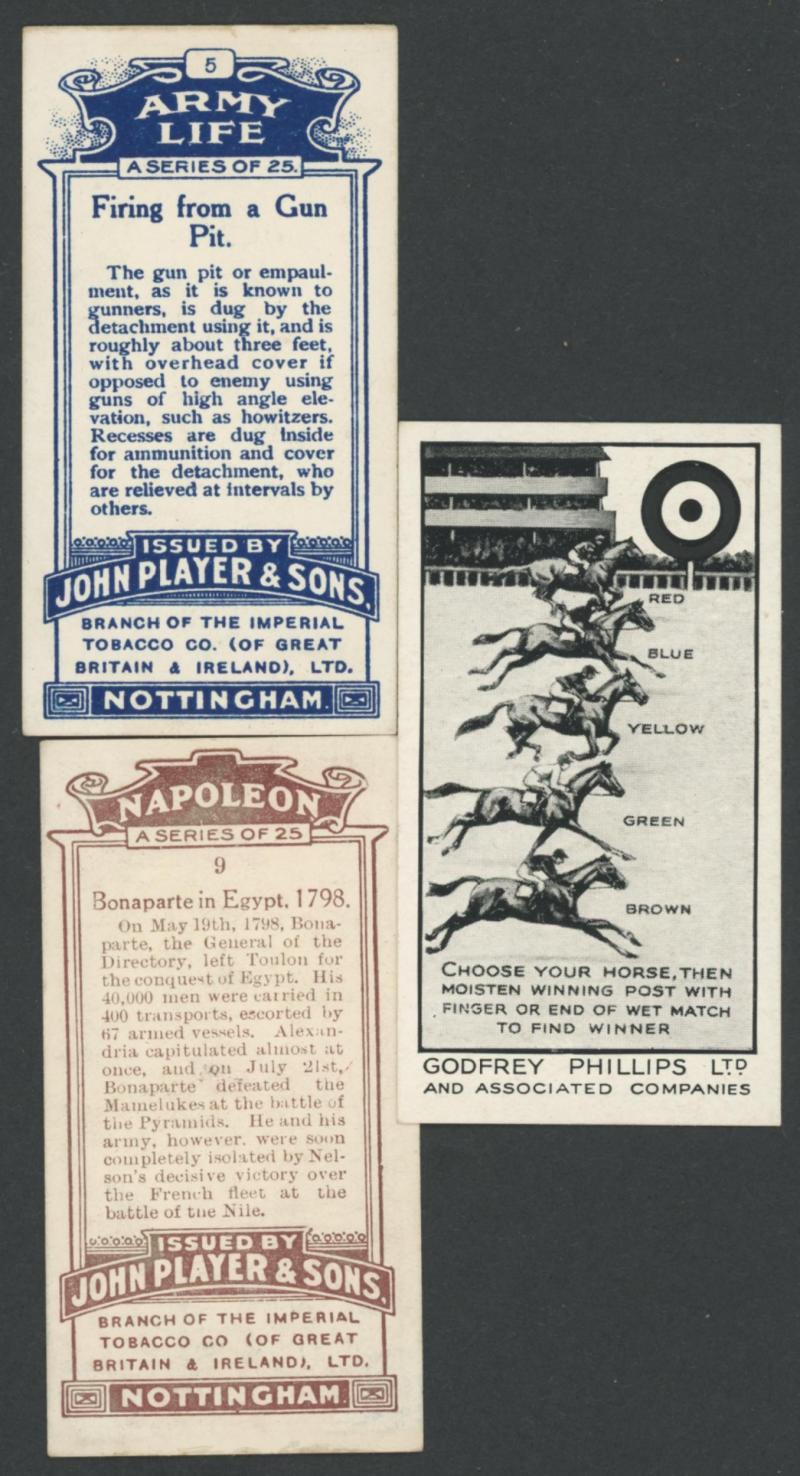 5
ARMY
LIFE
A SERIES OF 25.
Firing from a Gun
Pit.
The gun pit or empaul-
ment, as it is known to
gunners, is dug by the
detachment using it, and is
roughly about three feet,
with overhead cover if
opposed to enemy using
guns of high angle ele-
vation, such as howitzers.
Recesses are dug inside
for ammunition and cover
for the detachment, who
are relieved at intervals by
others.
ISSUED BY
JOHN PLAYER & SONS,
BRANCH OF THE IMPERIAL
TOBACCO CO. (OF GREAT
BRITAIN & IRELAND), LTD.
NOTTINGHAM.
NAPOLEON
A SERIES OF 25
9
Bonaparte in Egypt, 1798.
On May 19th, 1798, Bona-
parte, the General of the
Directory, left Toulon for
the conquest of Egypt. His
40,000 men were carried in
400 transports, escorted by
67 armed vessels. Alexan-
dria capitulated almost at
once, and on July 21st,
Bonaparte defeated the
Mamelukes at the battle of
the Pyramids. He and his
army, however, were soon
completely isolated by Nel-
son's decisive victory over
the French fleet at the
battle of the Nile.
ISSUED BY
JOHN PLAYER & SONS,
BRANCH OF THE IMPERIAL
TOBACCO CO (OF GREAT
BRITAIN & IRELAND), LTD.
NOTTINGHAM
RED
BLUE
YELLOW
GREEN
BROWN
CHOOSE YOUR HORSE, THEN
MOISTEN WINNING POST WITH
FINGER OR END OF WET MATCH
TO FIND WINNER
GODFREY PHILLIPS LTD
AND ASSOCIATED COMPANIES